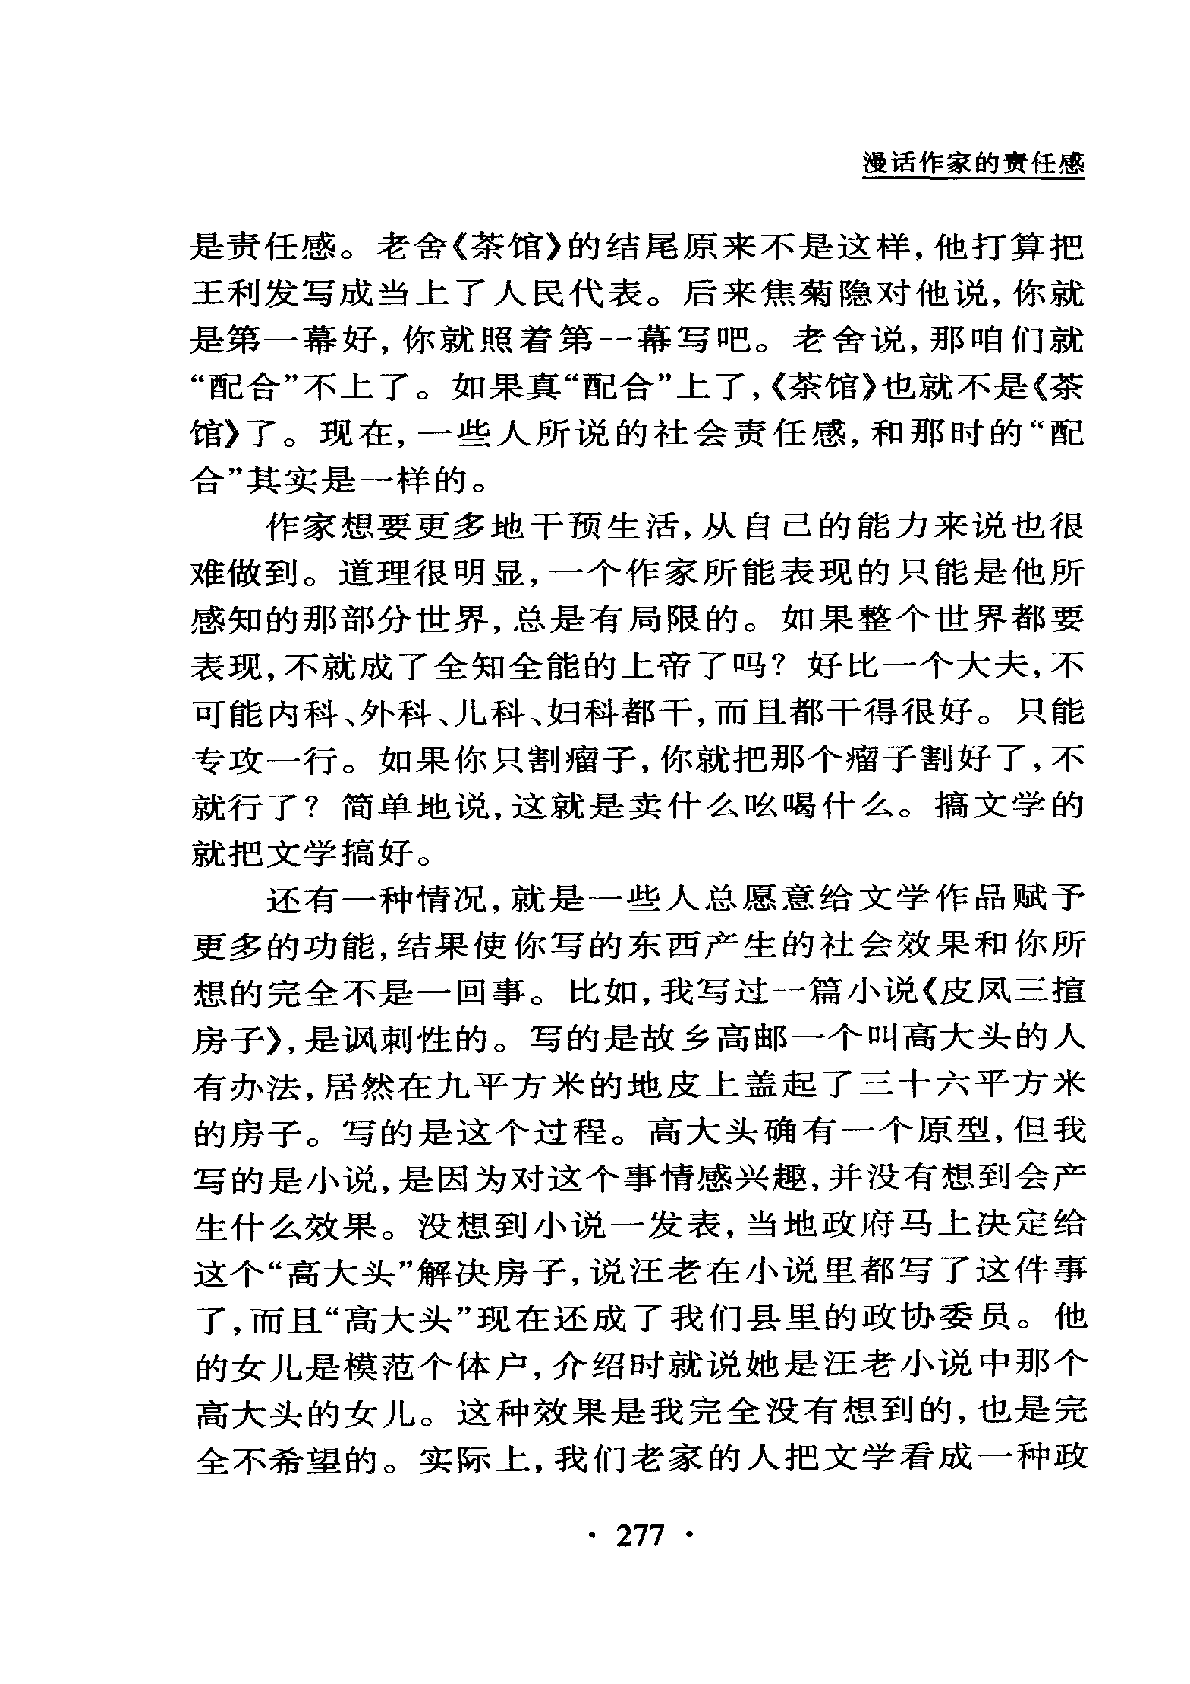 漫话作家的责任感
是责任感。老舍《茶馆》的结尾原来不是这样,他打算把
王利发写成当上了人民代表。后来焦菊隐对他说,你就
是第一幕好,你就照着第一幕写吧。老舍说,那咱们就
“配合”不上了。如果真“配合”上了,《茶馆》也就不是《茶
馆》了。现在,一些人所说的社会责任感,和那时的“配
合”其实是一样的。
作家想要更多地干预生活,从自己的能力来说也很
难做到。道理很明显,一个作家所能表现的只能是他所
感知的那部分世界,总是有局限的。如果整个世界都要
表现,不就成了全知全能的上帝了吗?好比一个大夫,不
可能内科、外科、儿科、妇科都干,而且都干得很好。只能
专攻一行。如果你只割瘤子,你就把那个瘤子割好了,不
就行了?简单地说,这就是卖什么吆喝什么。搞文学的
就把文学搞好。
还有一种情况,就是一些人总愿意给文学作品赋予
更多的功能,结果使你写的东西产生的社会效果和你所
想的完全不是一回事。比如,我写过一篇小说《皮凤三揎
房子》,是讽刺性的。写的是故乡高邮一个叫高大头的人
有办法,居然在九平方米的地皮上盖起了三十六平方米
的房子。写的是这个过程。高大头确有一个原型,但我
写的是小说,是因为对这个事情感兴趣,并没有想到会产
生什么效果。没想到小说一发表,当地政府马上决定给
这个“高大头”解决房子,说汪老在小说里都写了这件事
了,而且“高大头”现在还成了我们县里的政协委员。他
的女儿是模范个体户,介绍时就说她是汪老小说中那个
高大头的女儿。这种效果是我完全没有想到的,也是完
全不希望的。实际上,我们老家的人把文学看成一种政
· 277 ·